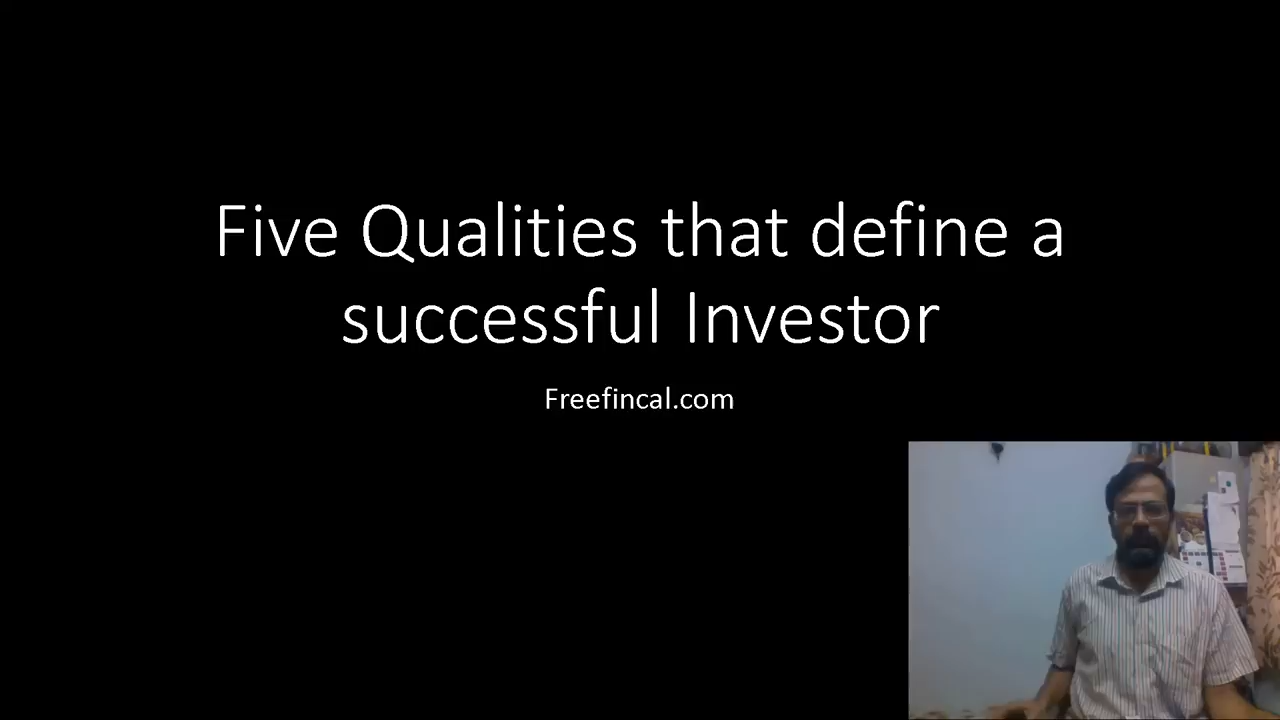 Five Qualities that define a
successful Investor
Freefincal.com